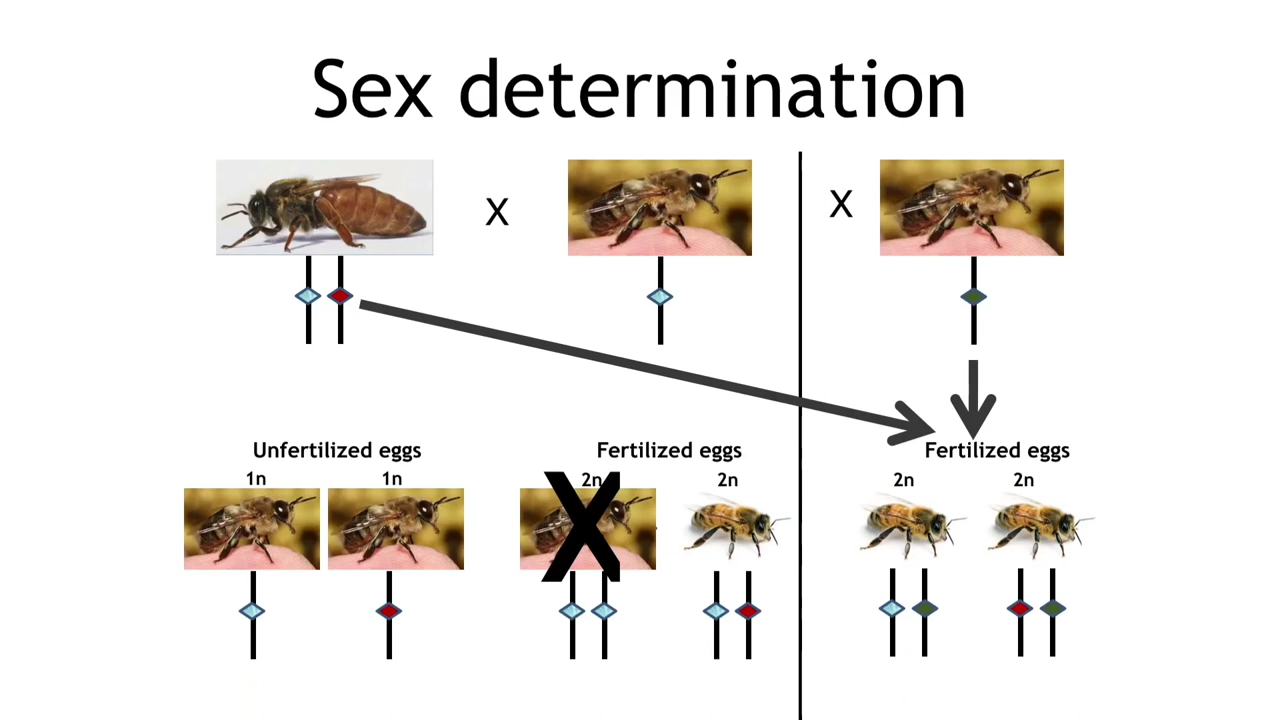 Sex determination
X
X
Unfertilized eggs
Fertilized eggs
Fertilized eggs
1n
1n
2n
2n
2n
2n
X